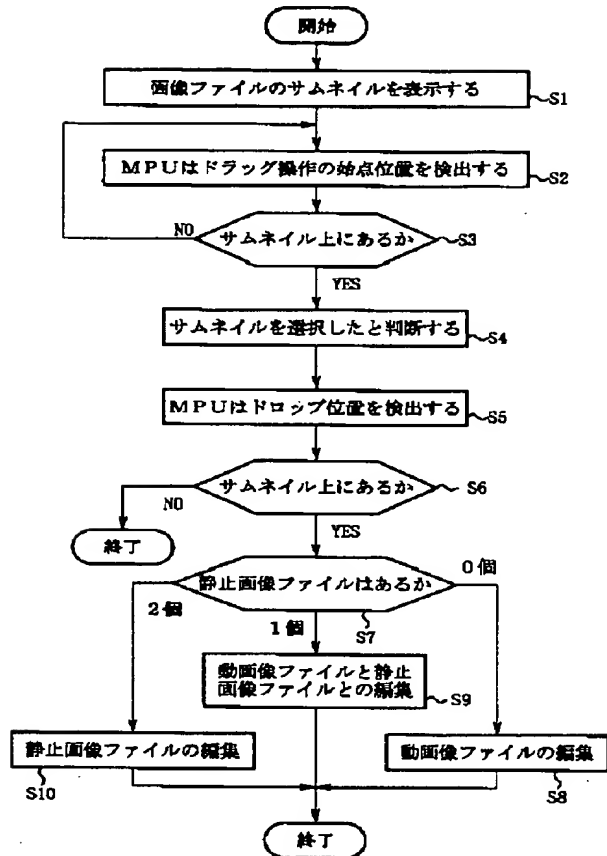 開始
画像ファイルのサムネイルを表示する
S1
MPUはドラッグ操作の始点位置を検出する
S2
NO
サムネイル上にあるか
S3
YES
サムネイルを選択したと判断する
S4
MPUはドロップ位置を検出する
S5
サムネイル上にあるか
S6
NO
YES
終了
静止画像ファイルはあるか
0個
2個
1個
S7
動画像ファイルと静止
画像ファイルとの編集
S9
静止画像ファイルの編集
動画像ファイルの編集
S10
S8
終了